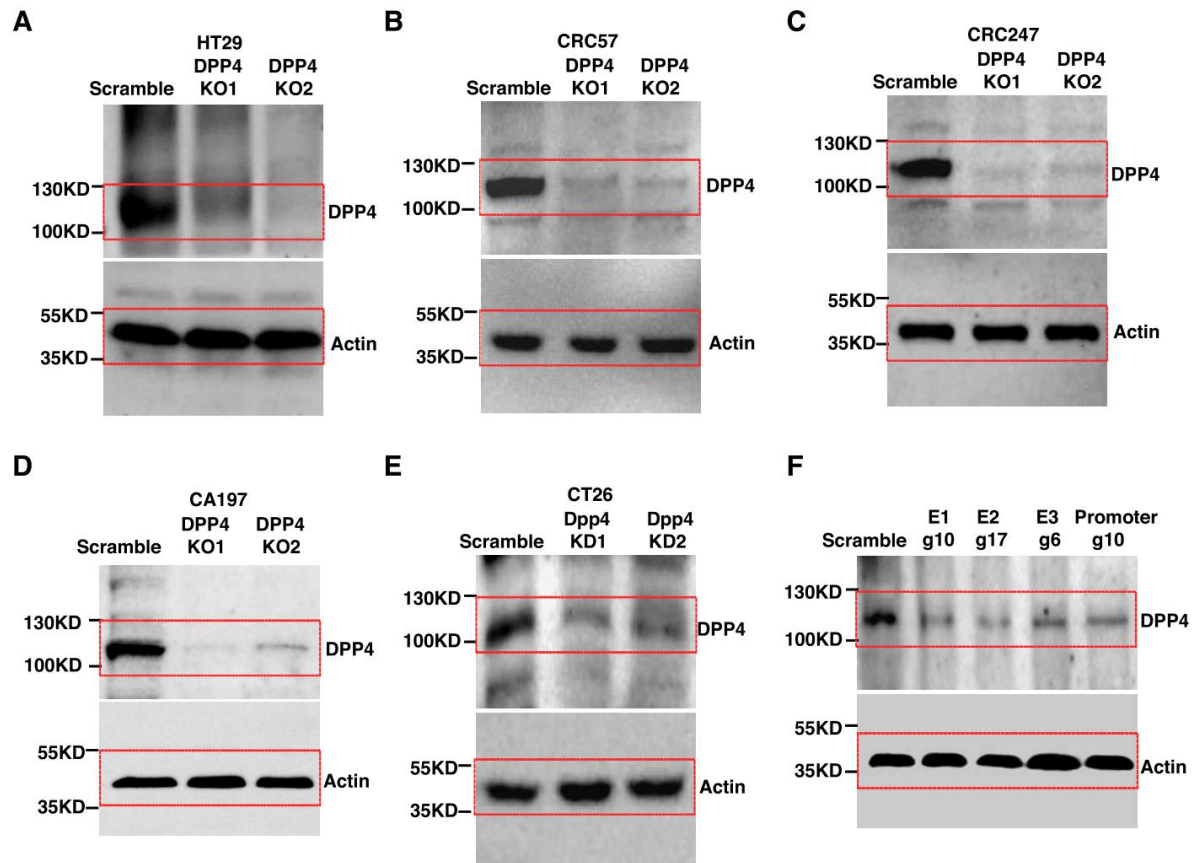 A
HT29
DPP4 DPP4
Scramble KO1 KO2
130KD
DPP4
100KD
55KD
Actin
35KD
B
CRC57
DPP4 DPP4
Scramble KO1 KO2
130KD
DPP4
100KD
55KD
Actin
35KD
C
CRC247
DPP4 DPP4
Scramble KO1 KO2
130KD
DPP4
100KD
55KD
Actin
35KD
D
CA197
DPP4 DPP4
Scramble KO1 KO2
130KD
DPP4
100KD
55KD
Actin
35KD
E
CT26
Dpp4 Dpp4
Scramble KD1 KD2
130KD
DPP4
100KD
55KD
Actin
35KD
F
E1 E2 E3 Promoter
Scramble g10 g17 g6 g10
130KD
DPP4
100KD
55KD
Actin
35KD